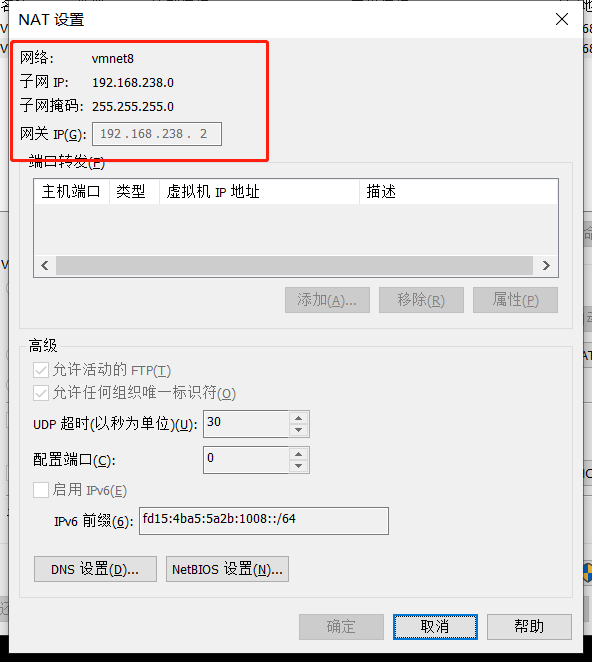 NAT 设置
网络: vmnet8
子网 IP: 192.168.238.0
子网掩码: 255.255.255.0
网关 IP(G): 192 . 168 . 238 . 2
端口转发(F)
主机端口 类型 虚拟机 IP 地址 描述
添加(A)... 移除(R) 属性(P)
高级
允许活动的 FTP(T)
允许任何组织唯一标识符(O)
UDP 超时(以秒为单位)(U): 30
配置端口(C): 0
启用 IPv6(E)
IPv6 前缀(6): fd15:4ba5:5a2b:1008::/64
DNS 设置(D)... NetBIOS 设置(N)...
确定 取消 帮助